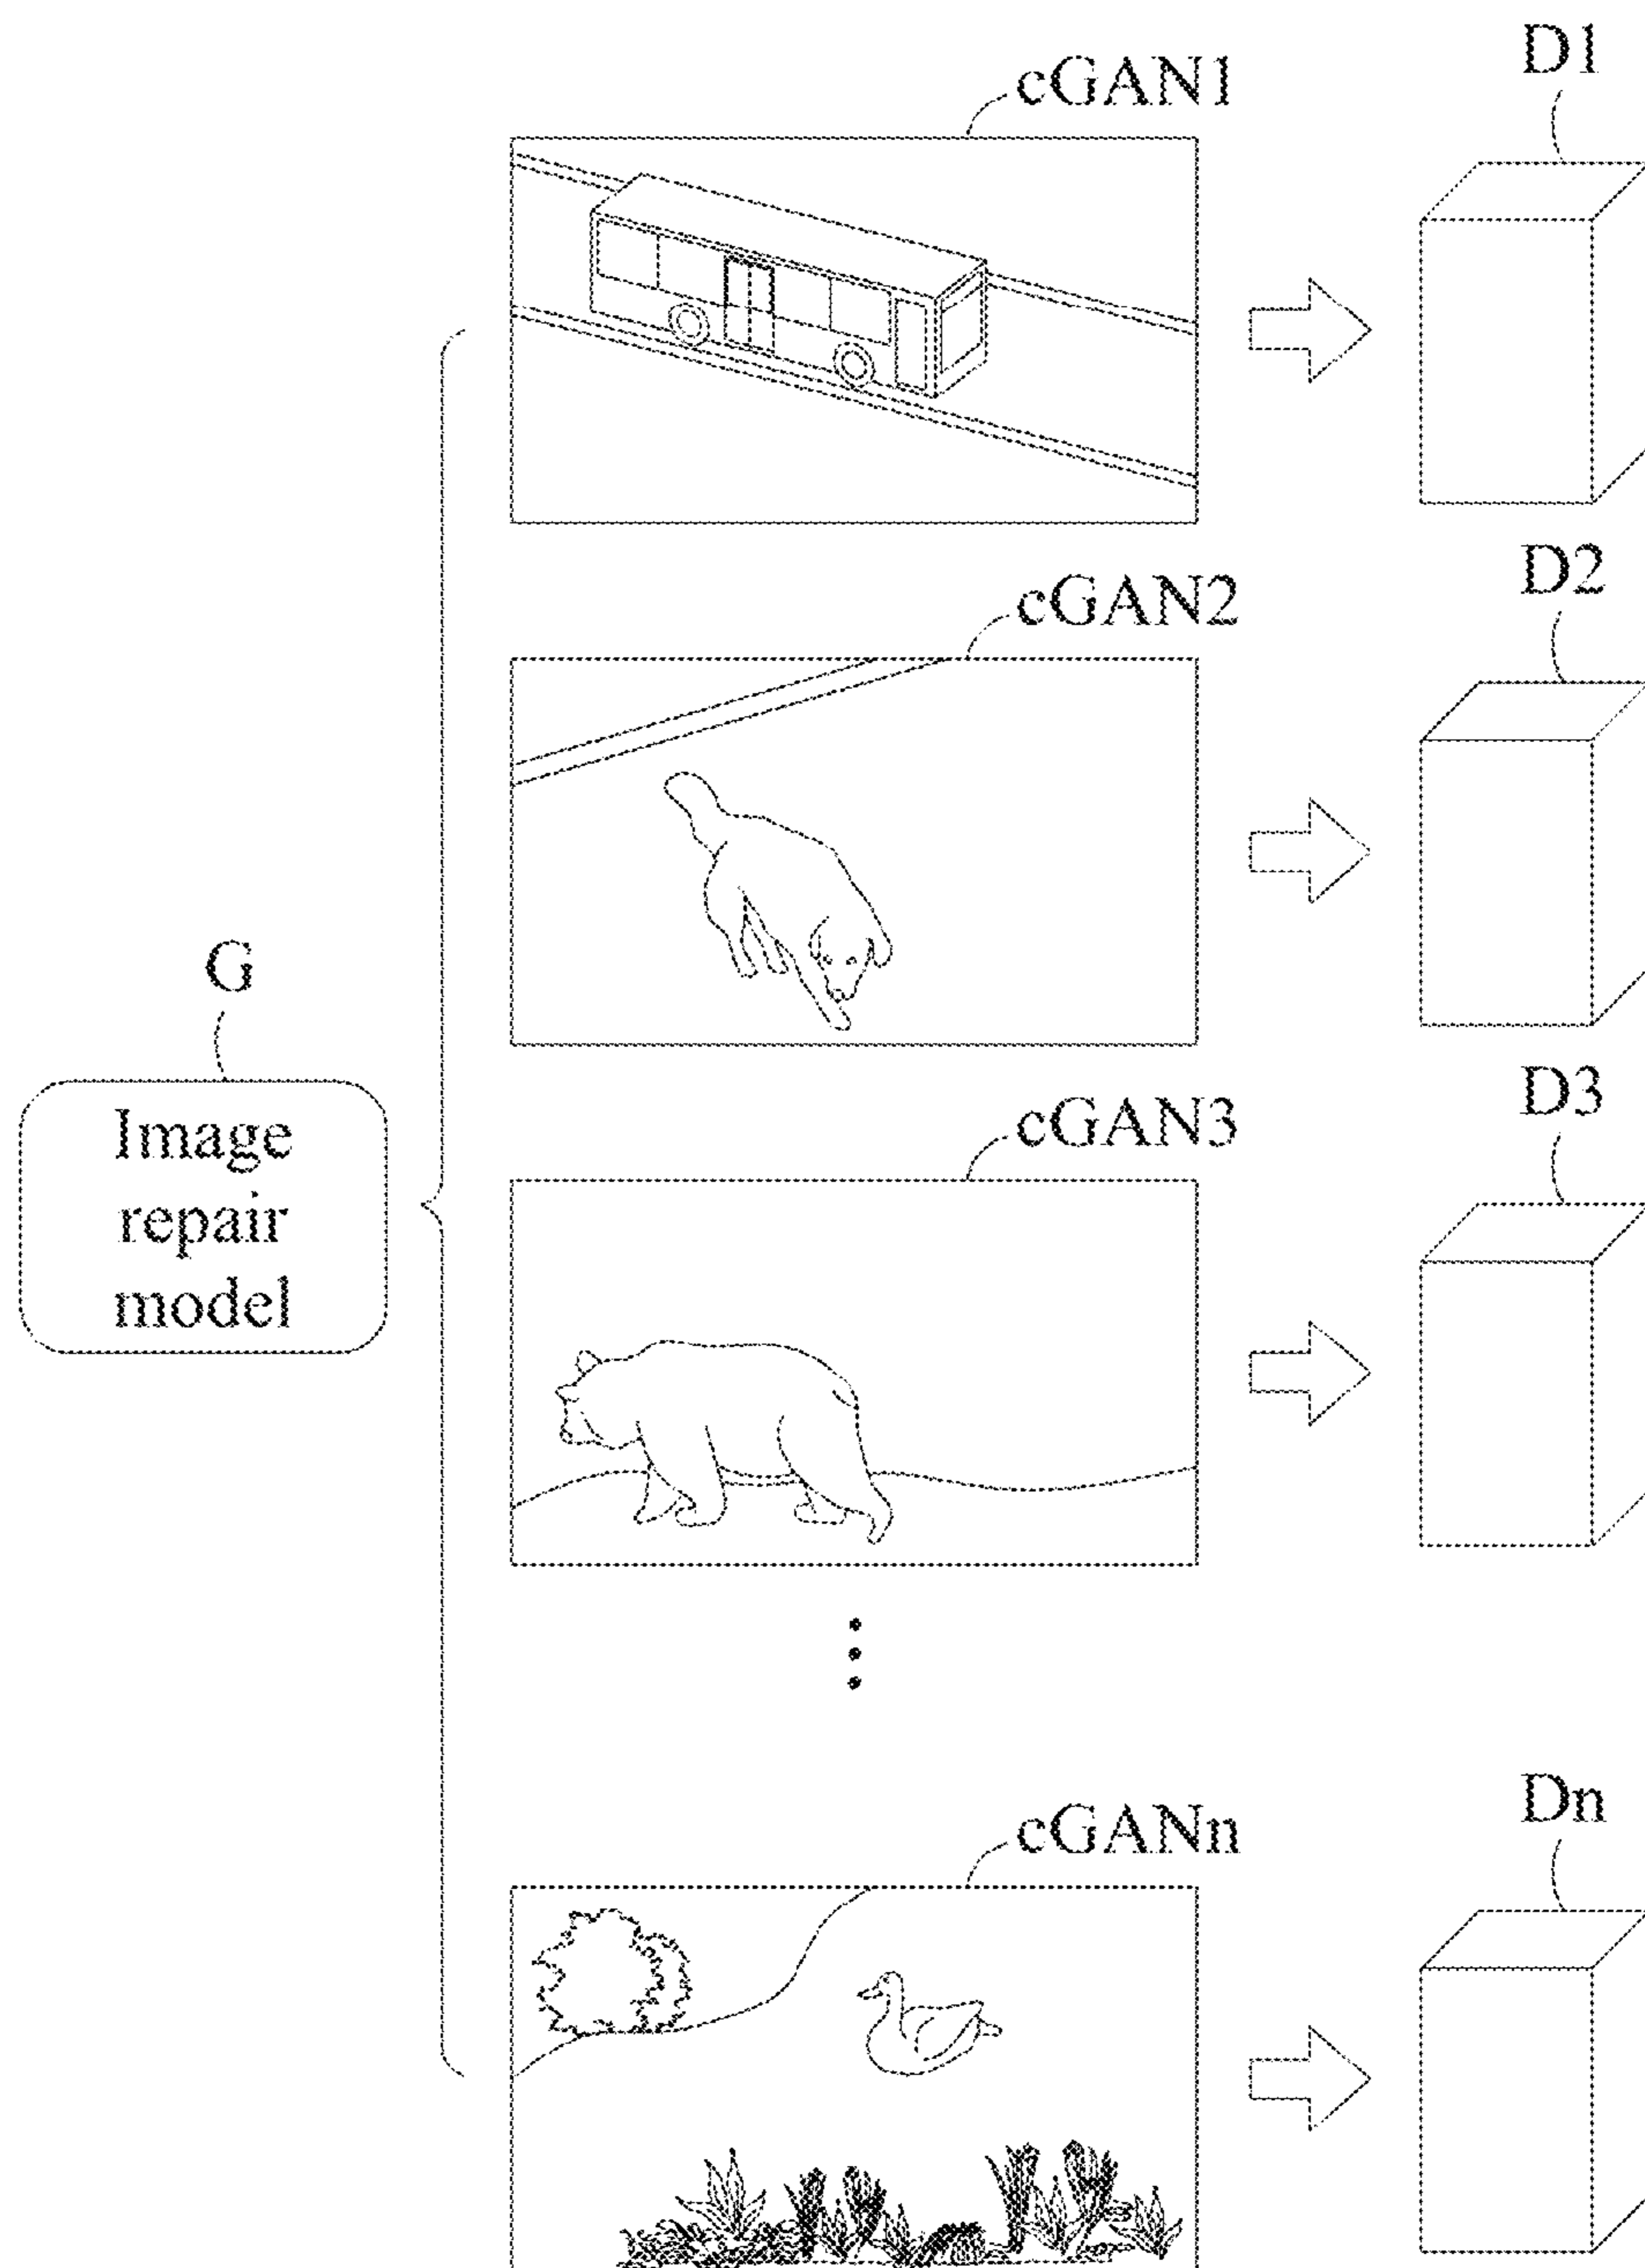 cGAN1
D1
cGAN2
D2
G
Image
repair
model
cGAN3
D3
cGANn
Dn